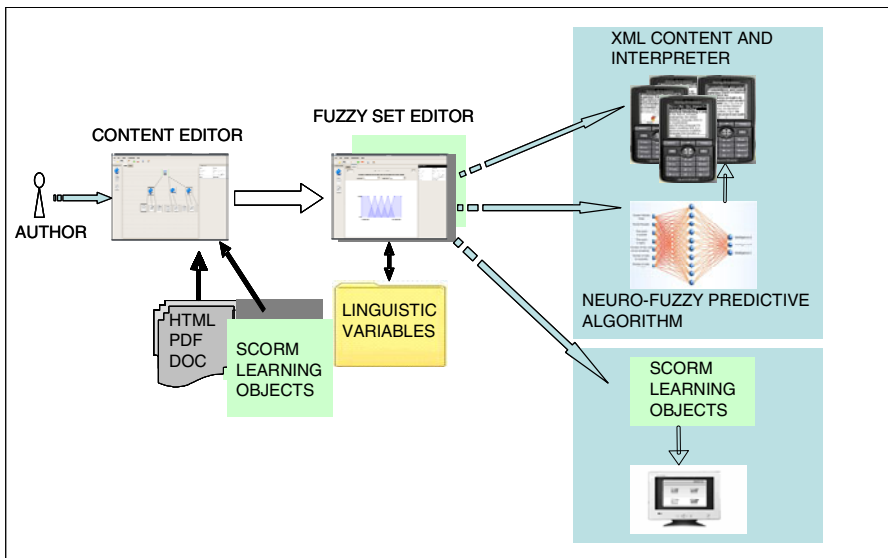 XML CONTENT AND
INTERPRETER
FUZZY SET EDITOR
CONTENT EDITOR
AUTHOR
HTML
PDF
DOC
SCORM
LEARNING
OBJECTS
LINGUISTIC
VARIABLES
NEURO-FUZZY PREDICTIVE
ALGORITHM
SCORM
LEARNING
OBJECTS